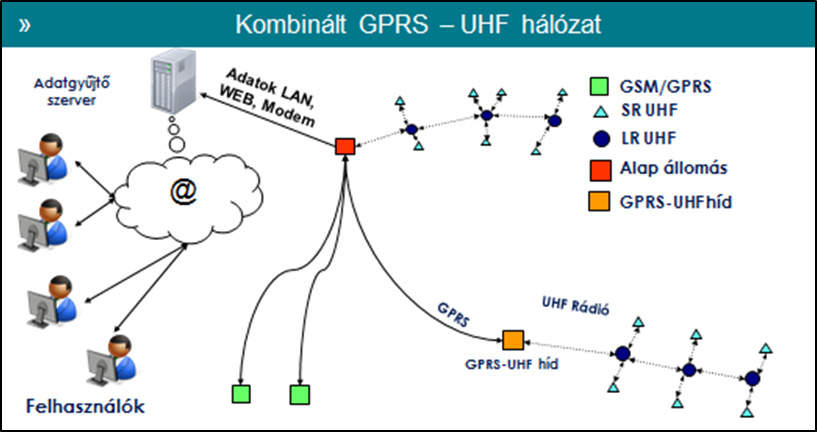 » Kombinált GPRS – UHF hálózat
Adatgyűjtő
szerver
Adatok LAN,
WEB, Modem
@
GSM/GPRS
SR UHF
LR UHF
Alap állomás
GPRS-UHF híd
GPRS
UHF Rádió
GPRS-UHF híd
Felhasználók